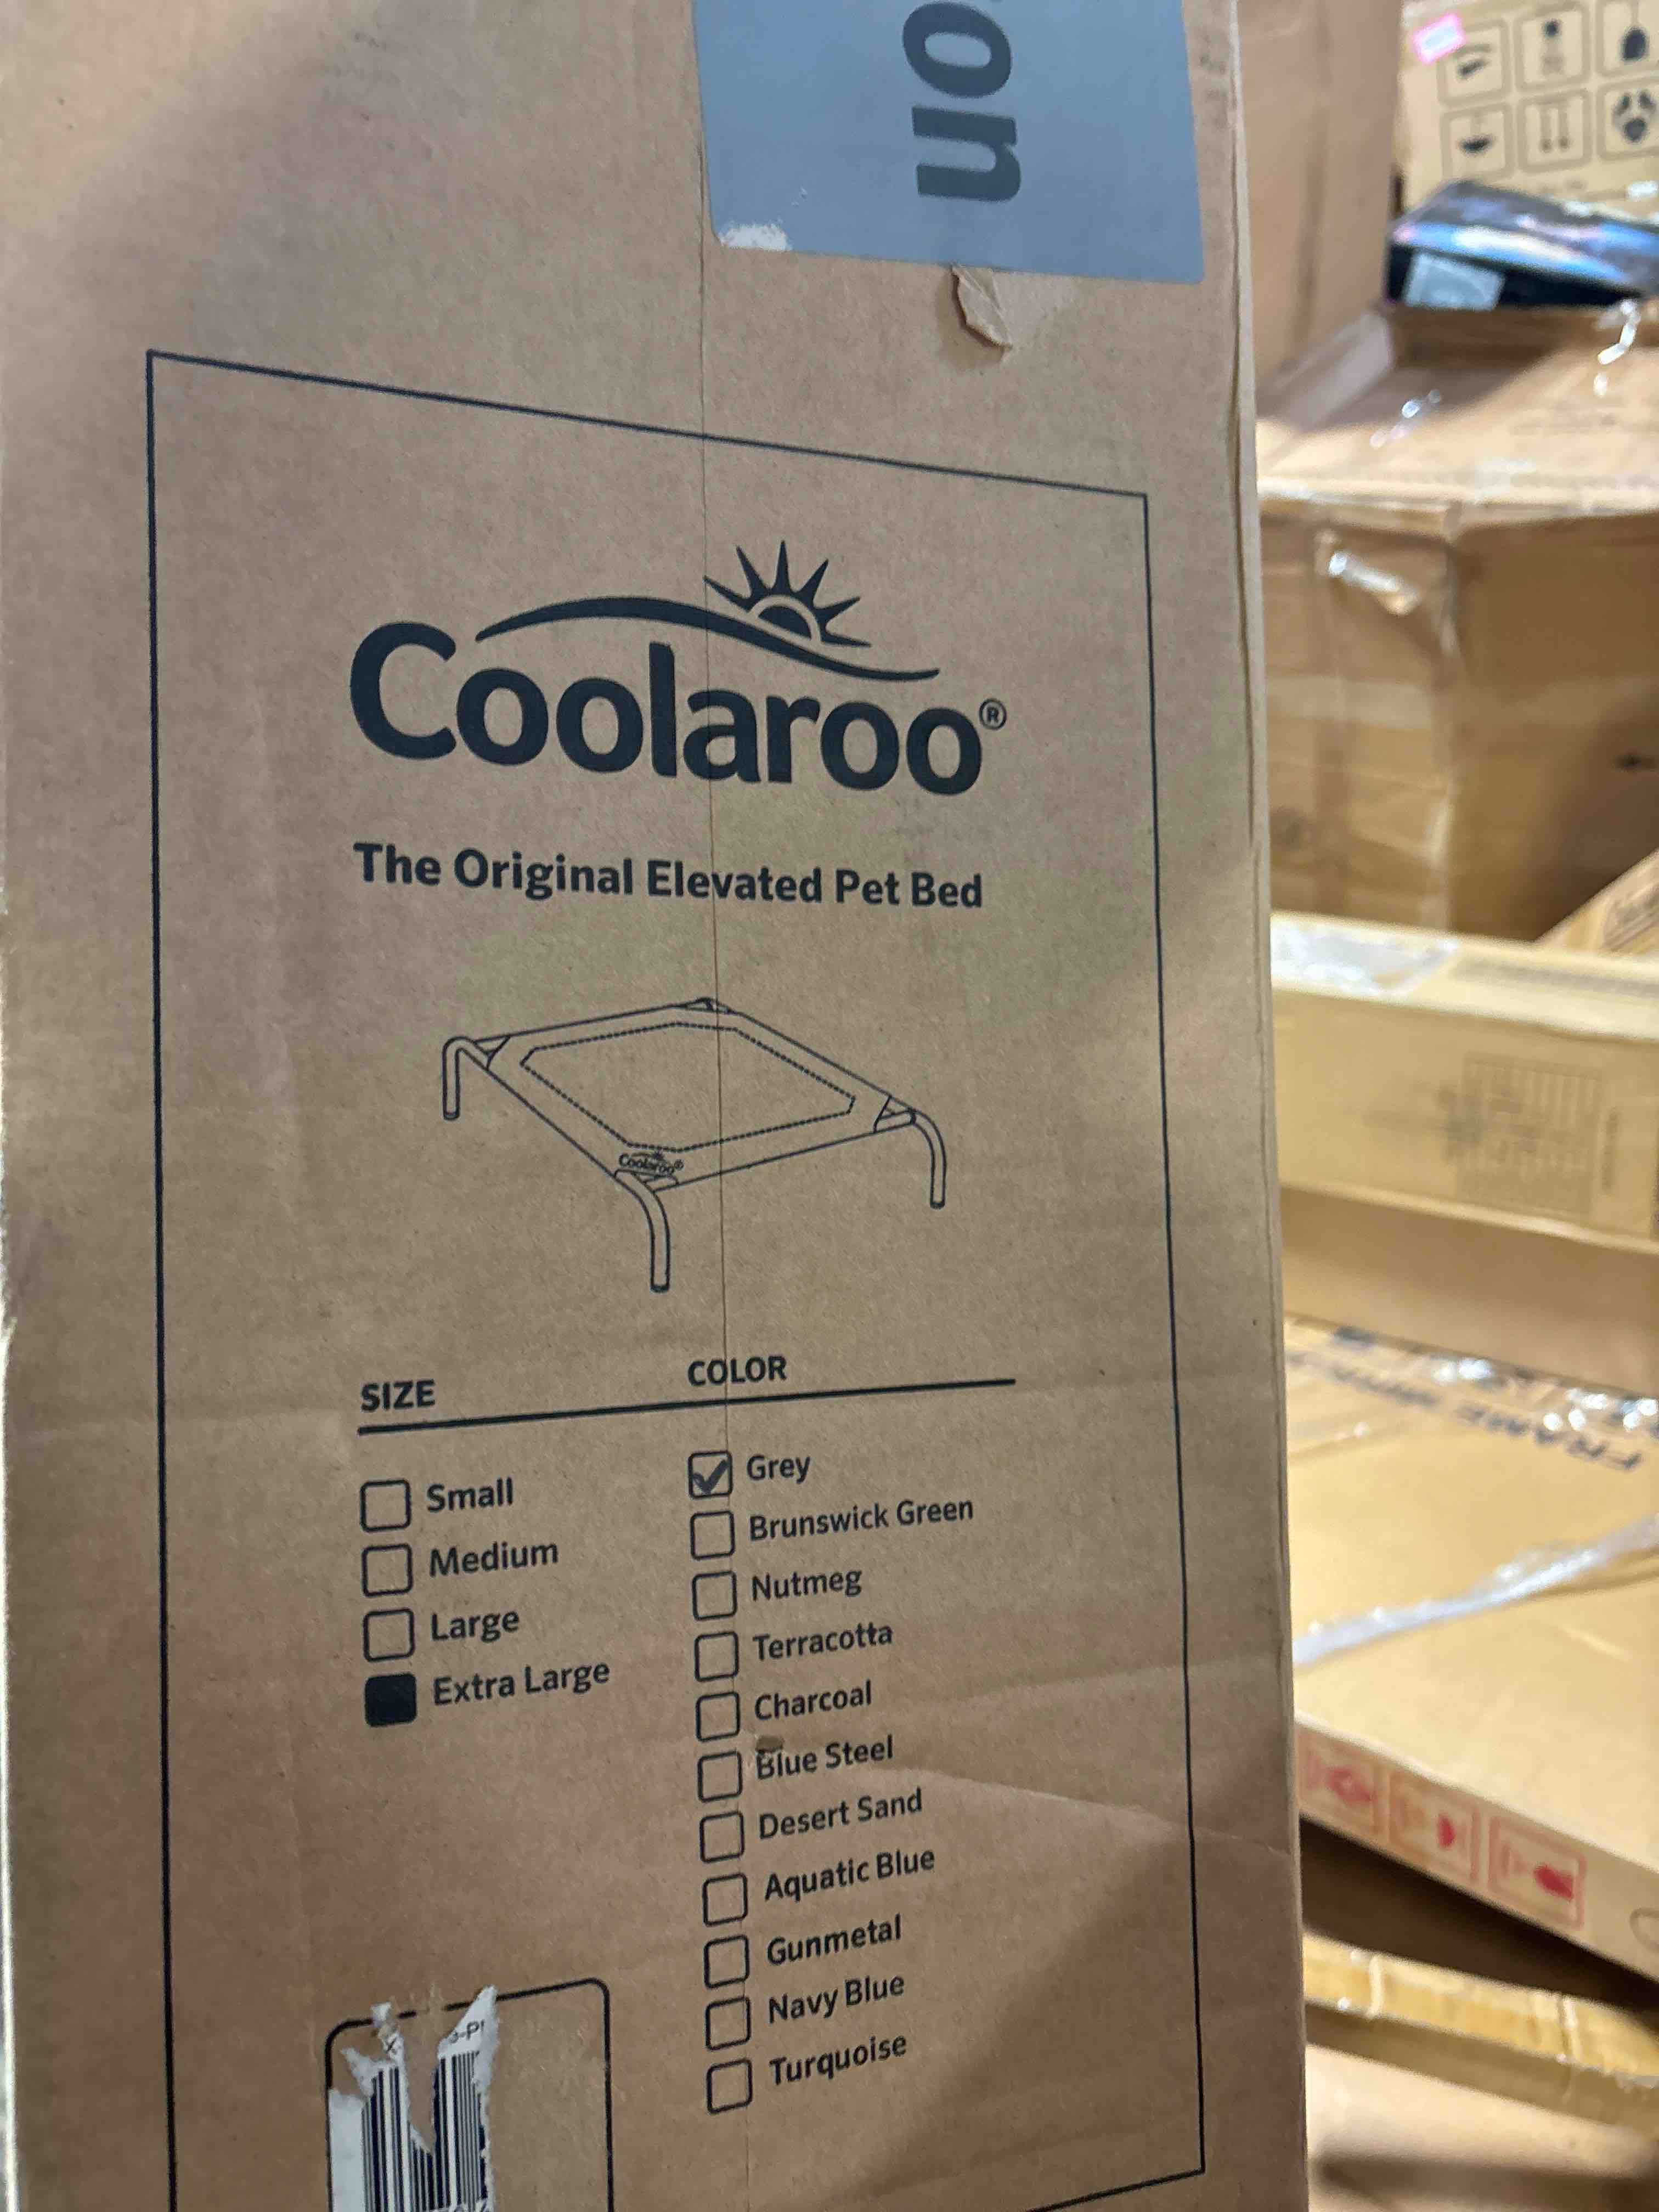 on
Coolaroo®
The Original Elevated Pet Bed
Coolaroo®
SIZE
COLOR
Small
Medium
Large
Extra Large
Grey
Brunswick Green
Nutmeg
Terracotta
Charcoal
Blue Steel
Desert Sand
Aquatic Blue
Gunmetal
Navy Blue
Turquoise
X
FRAME